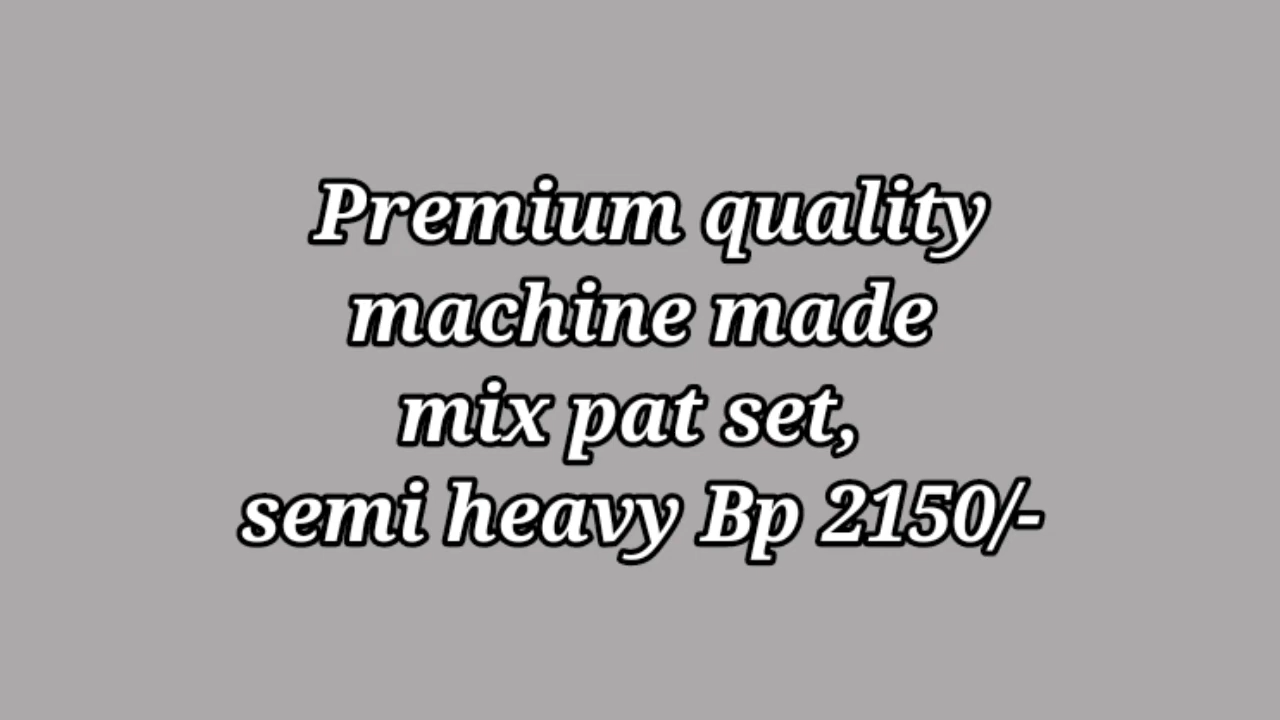 Premium quality
machine made
mix pat set,
semi heavy Bp 2150/-